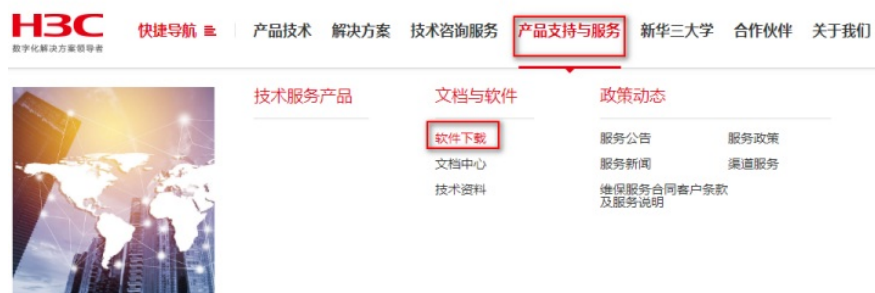 H3C
数字化解决方案领导者
快捷导航 产品技术 解决方案 技术咨询服务 产品支持与服务 新华三大学 合作伙伴 关于我们
技术服务产品 文档与软件 政策动态
软件下载 服务公告 服务政策
文档中心 服务新闻 渠道服务
技术资料 维保服务合同客户条款
及服务说明